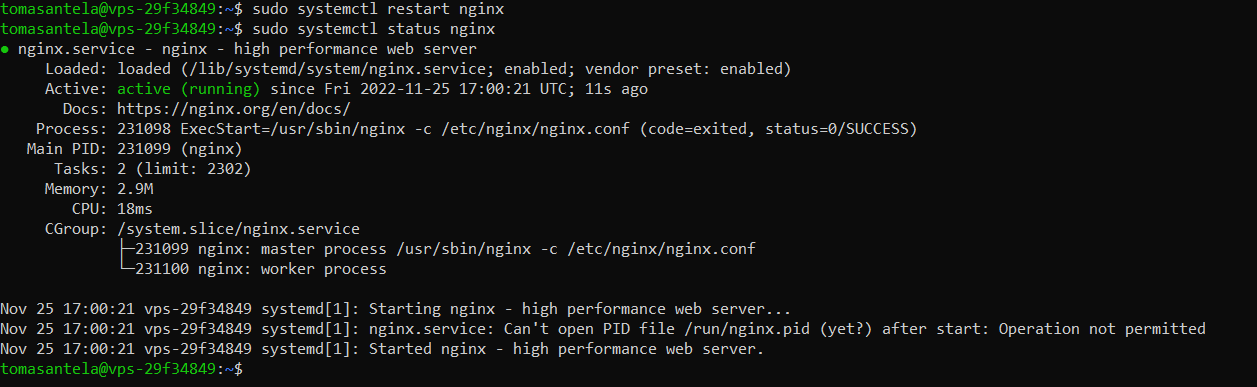 tomasantela@vps-29f34849:~$ sudo systemctl restart nginx
tomasantela@vps-29f34849:~$ sudo systemctl status nginx
● nginx.service - nginx - high performance web server
     Loaded: loaded (/lib/systemd/system/nginx.service; enabled; vendor preset: enabled)
     Active: active (running) since Fri 2022-11-25 17:00:21 UTC; 11s ago
       Docs: https://nginx.org/en/docs/
    Process: 231098 ExecStart=/usr/sbin/nginx -c /etc/nginx/nginx.conf (code=exited, status=0/SUCCESS)
   Main PID: 231099 (nginx)
      Tasks: 2 (limit: 2302)
     Memory: 2.9M
        CPU: 18ms
     CGroup: /system.slice/nginx.service
             ├─231099 nginx: master process /usr/sbin/nginx -c /etc/nginx/nginx.conf
             └─231100 nginx: worker process

Nov 25 17:00:21 vps-29f34849 systemd[1]: Starting nginx - high performance web server...
Nov 25 17:00:21 vps-29f34849 systemd[1]: nginx.service: Can't open PID file /run/nginx.pid (yet?) after start: Operation not permitted
Nov 25 17:00:21 vps-29f34849 systemd[1]: Started nginx - high performance web server.
tomasantela@vps-29f34849:~$